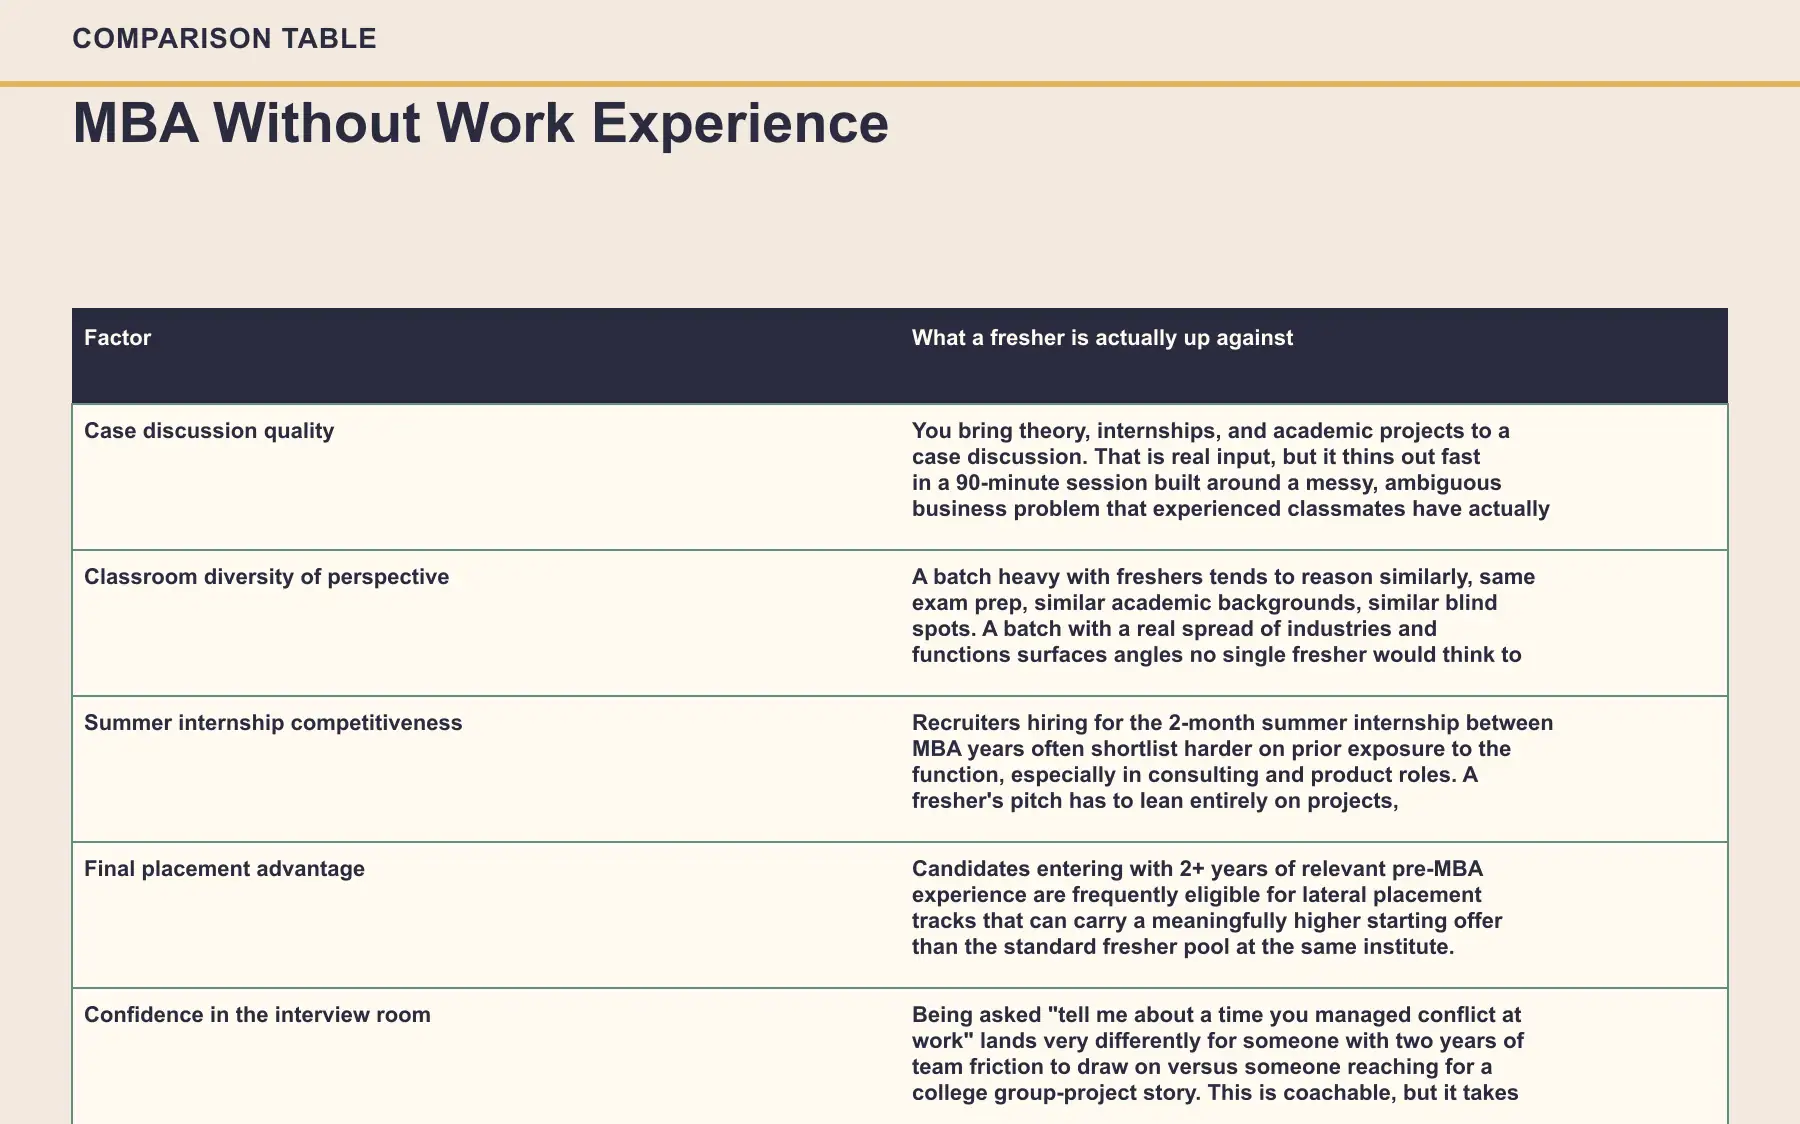 COMPARISON TABLE
MBA Without Work Experience
Factor
What a fresher is actually up against
Case discussion quality
You bring theory, internships, and academic projects to a
case discussion. That is real input, but it thins out fast
in a 90-minute session built around a messy, ambiguous
business problem that experienced classmates have actually
Classroom diversity of perspective
A batch heavy with freshers tends to reason similarly, same
exam prep, similar academic backgrounds, similar blind
spots. A batch with a real spread of industries and
functions surfaces angles no single fresher would think to
Summer internship competitiveness
Recruiters hiring for the 2-month summer internship between
MBA years often shortlist harder on prior exposure to the
function, especially in consulting and product roles. A
fresher's pitch has to lean entirely on projects,
Final placement advantage
Candidates entering with 2+ years of relevant pre-MBA
experience are frequently eligible for lateral placement
tracks that can carry a meaningfully higher starting offer
than the standard fresher pool at the same institute.
Confidence in the interview room
Being asked "tell me about a time you managed conflict at
work" lands very differently for someone with two years of
team friction to draw on versus someone reaching for a
college group-project story. This is coachable, but it takes